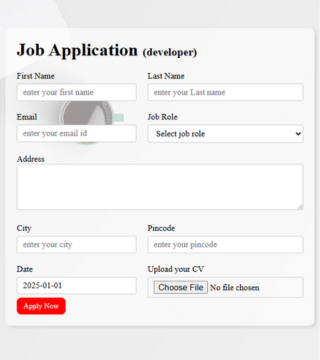 Job Application (developer)
First Name
Last Name
enter your first name
enter your Last name
Email
Job Role
enter your email id
Select job role
Address
City
Pincode
enter your city
enter your pincode
Date
Upload your CV
2025-01-01
Choose File No file chosen
Apply Now